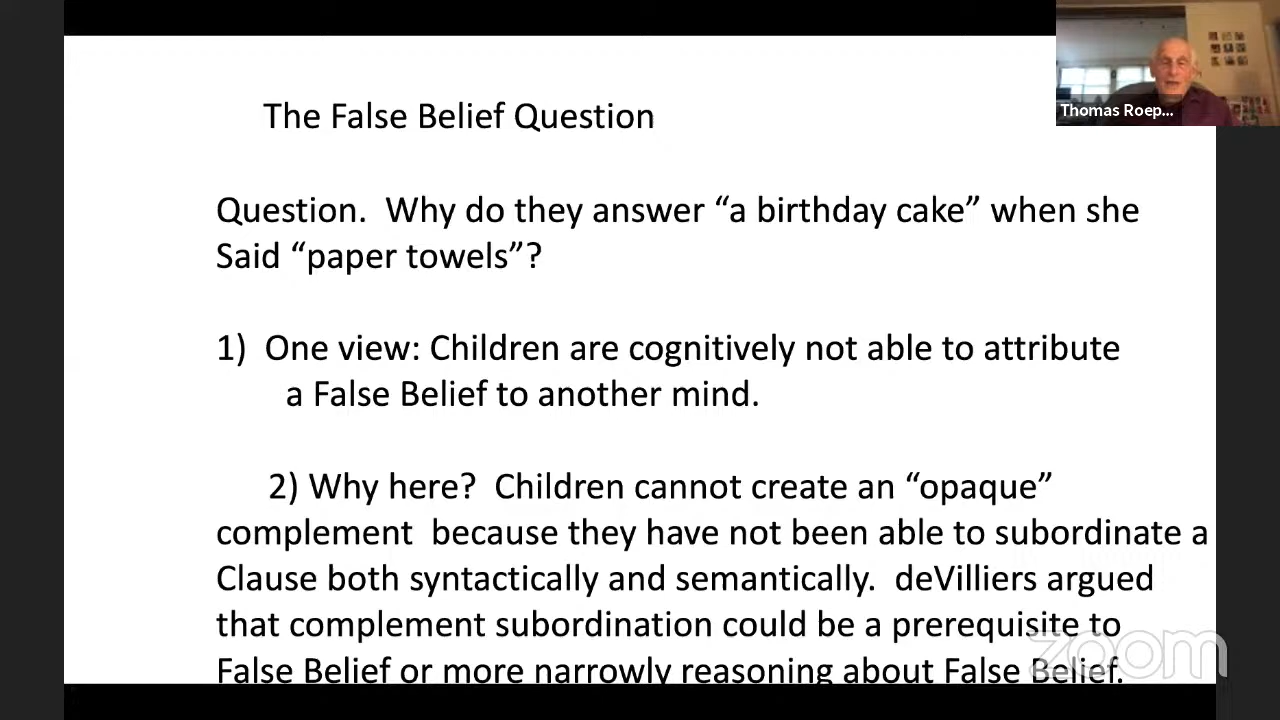 The False Belief Question
Thomas Roep...
Question. Why do they answer “a birthday cake” when she
Said “paper towels”?
1) One view: Children are cognitively not able to attribute
a False Belief to another mind.
2) Why here? Children cannot create an “opaque”
complement because they have not been able to subordinate a
Clause both syntactically and semantically. deVilliers argued
that complement subordination could be a prerequisite to
False Belief or more narrowly reasoning about False Belief.
zoom